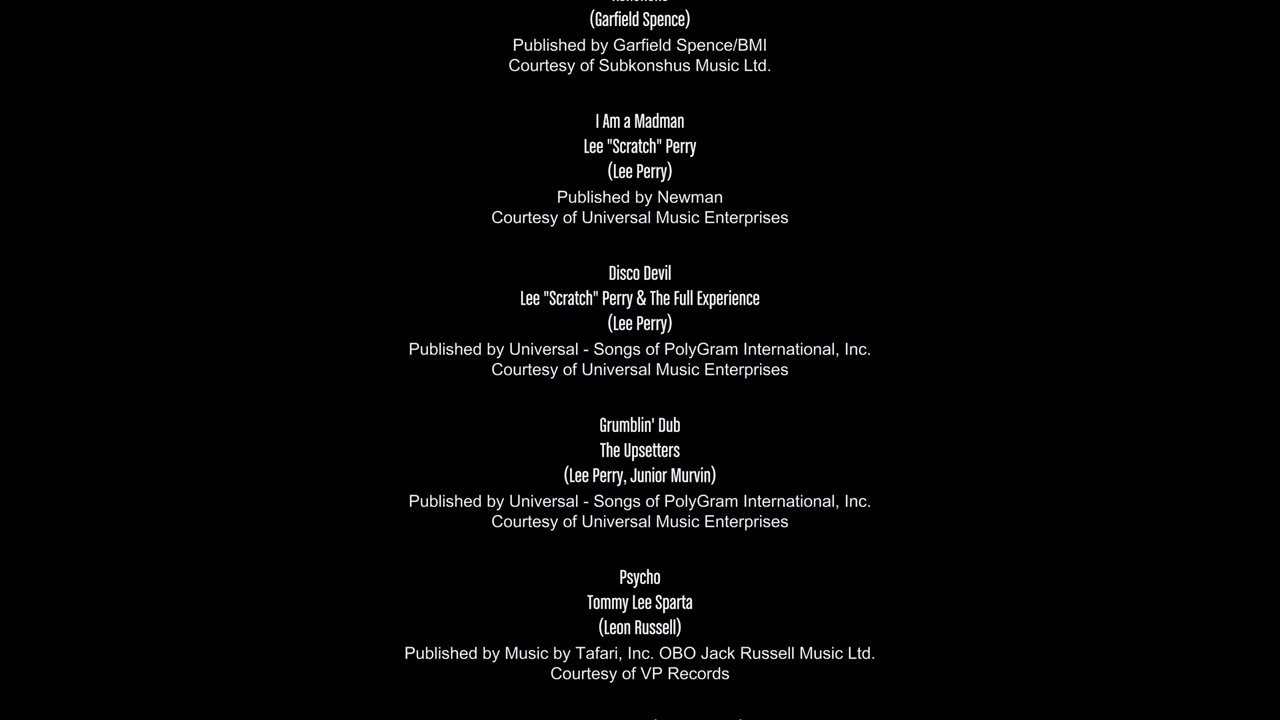 (Garfield Spence)
Published by Garfield Spence/BMI
Courtesy of Subkonshus Music Ltd.
I Am a Madman
Lee "Scratch" Perry
(Lee Perry)
Published by Newman
Courtesy of Universal Music Enterprises
Disco Devil
Lee "Scratch" Perry & The Full Experience
(Lee Perry)
Published by Universal - Songs of PolyGram International, Inc.
Courtesy of Universal Music Enterprises
Grumblin' Dub
The Upsetters
(Lee Perry, Junior Murvin)
Published by Universal - Songs of PolyGram International, Inc.
Courtesy of Universal Music Enterprises
Psycho
Tommy Lee Sparta
(Leon Russell)
Published by Music by Tafari, Inc. OBO Jack Russell Music Ltd.
Courtesy of VP Records